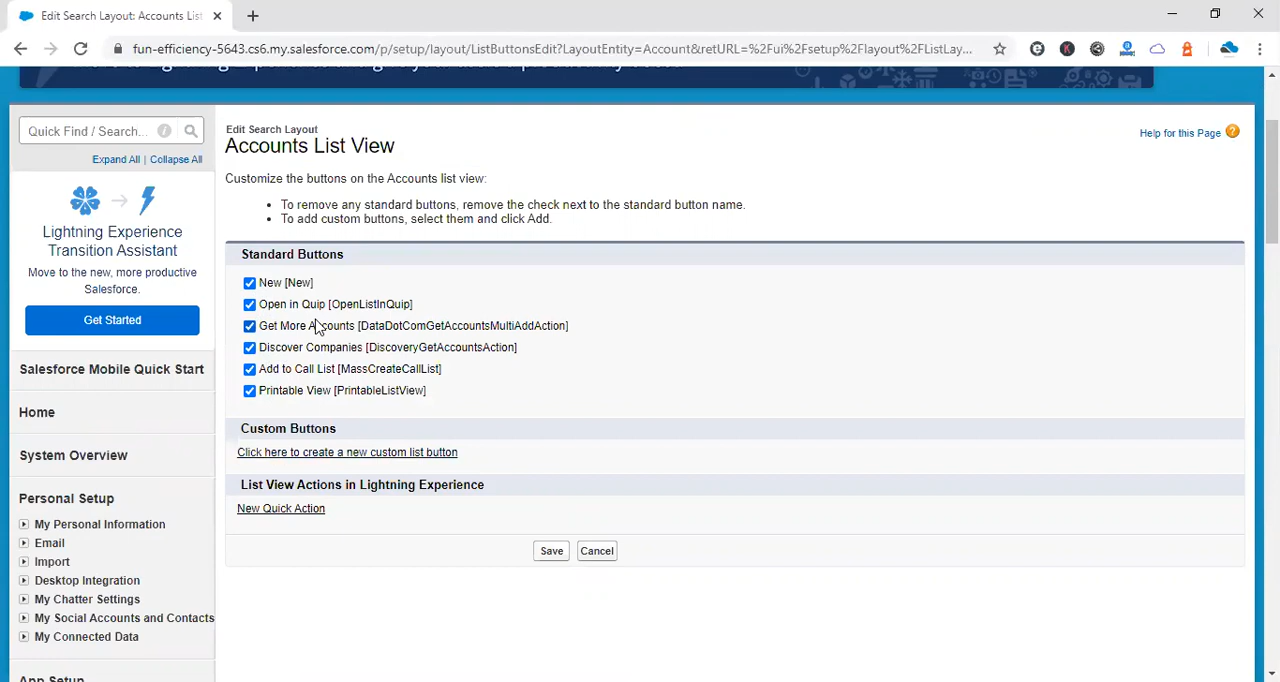 Edit Search Layout: Accounts List
fun-efficiency-5643.cs6.my.salesforce.com/p/setup/layout/ListButtonsEdit?LayoutEntity=Account&retURL=%2Fui%2Fsetup%2Flayout%2FListLay...
Quick Find / Search...
Expand All | Collapse All
Lightning Experience
Transition Assistant
Move to the new, more productive
Salesforce.
Get Started
Salesforce Mobile Quick Start
Home
System Overview
Personal Setup
My Personal Information
Email
Import
Desktop Integration
My Chatter Settings
My Social Accounts and Contacts
My Connected Data
App Setup
Edit Search Layout
Accounts List View
Help for this Page
Customize the buttons on the Accounts list view:
• To remove any standard buttons, remove the check next to the standard button name.
• To add custom buttons, select them and click Add.
Standard Buttons
New [New]
Open in Quip [OpenListInQuip]
Get More Accounts [DataDotComGetAccountsMultiAddAction]
Discover Companies [DiscoveryGetAccountsAction]
Add to Call List [MassCreateCallList]
Printable View [PrintableListView]
Custom Buttons
Click here to create a new custom list button
List View Actions in Lightning Experience
New Quick Action
Save
Cancel